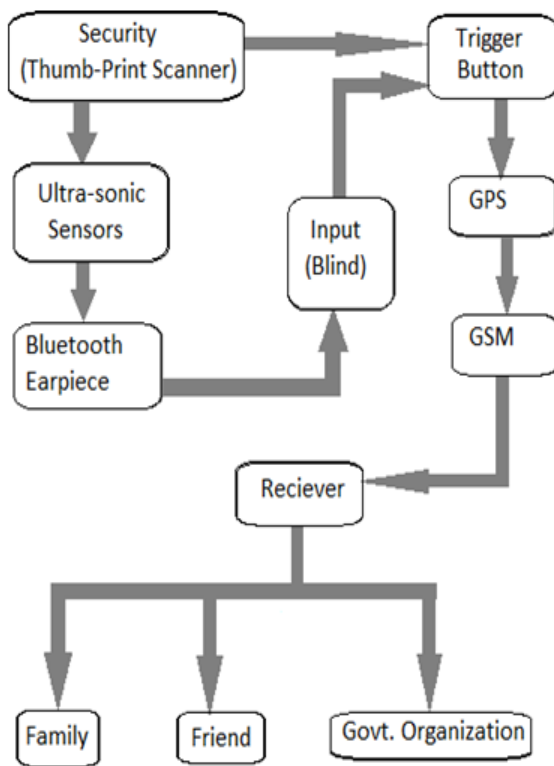 Security
(Thumb-Print Scanner)
Trigger
Button
Ultra-sonic
Sensors
Input
(Blind)
GPS
Bluetooth
Earpiece
GSM
Reciever
Family
Friend
Govt. Organization